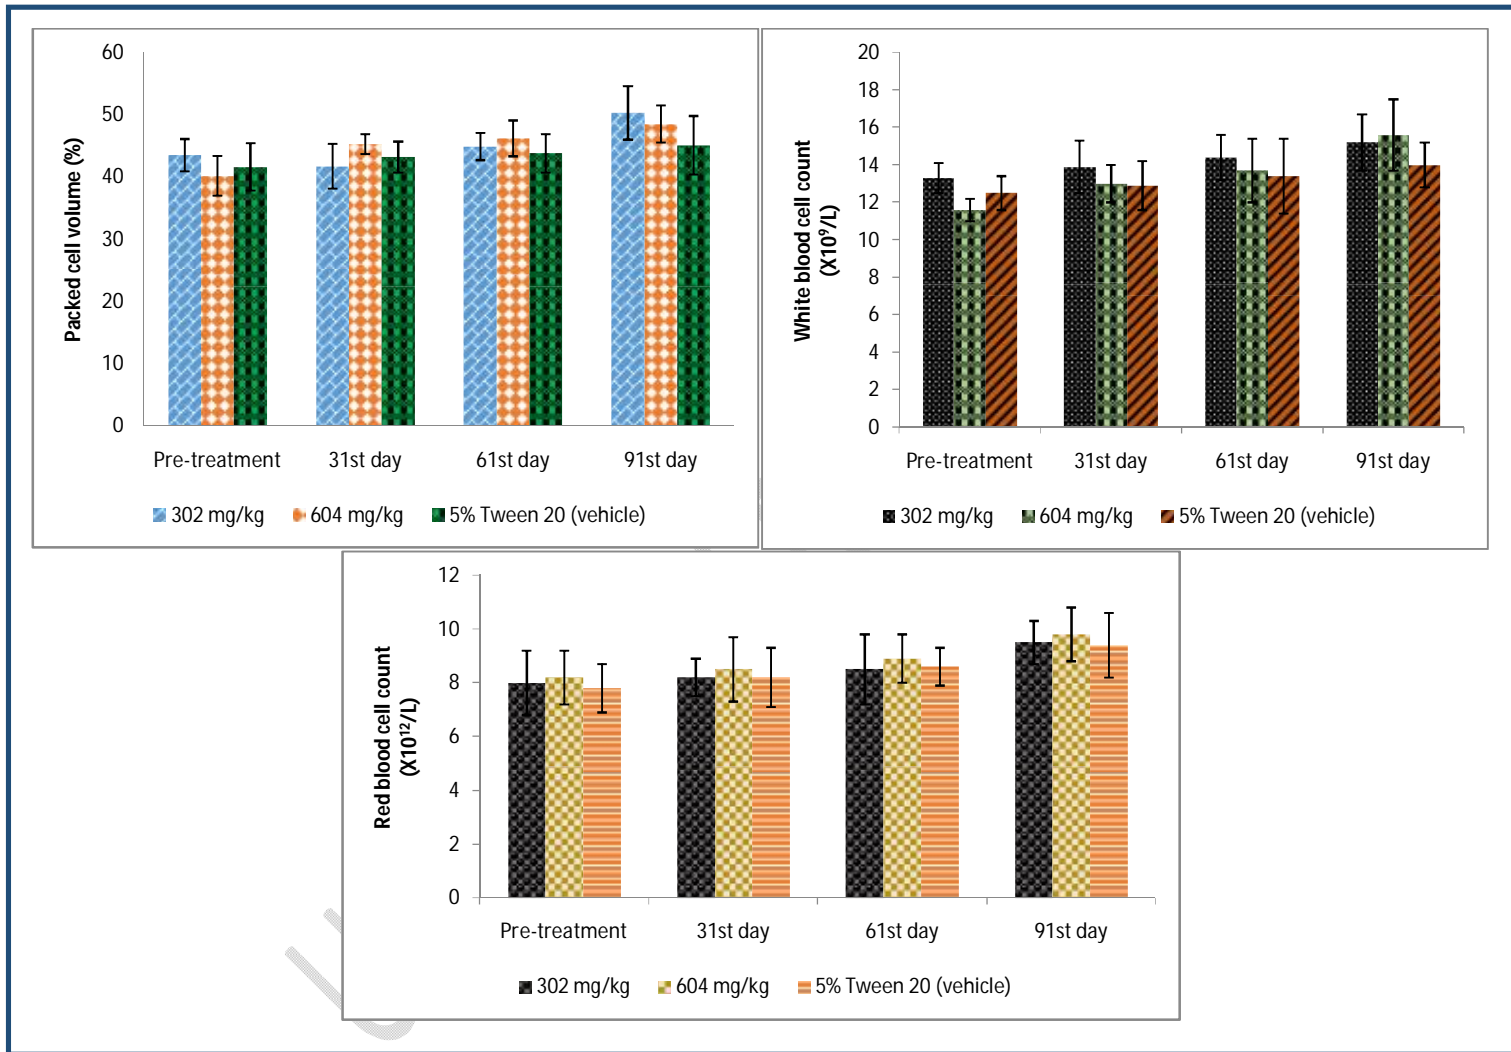 60
50
40
30
20
10
0
Packed cell volume (%)
Pre-treatment 31st day 61st day 91st day
302 mg/kg 604 mg/kg 5% Tween 20 (vehicle)
20
18
16
14
12
10
8
6
4
2
0
White blood cell count
(X10⁹/L)
Pre-treatment 31st day 61st day 91st day
302 mg/kg 604 mg/kg 5% Tween 20 (vehicle)
12
10
8
6
4
2
0
Red blood cell count
(X10¹²/L)
Pre-treatment 31st day 61st day 91st day
302 mg/kg 604 mg/kg 5% Tween 20 (vehicle)